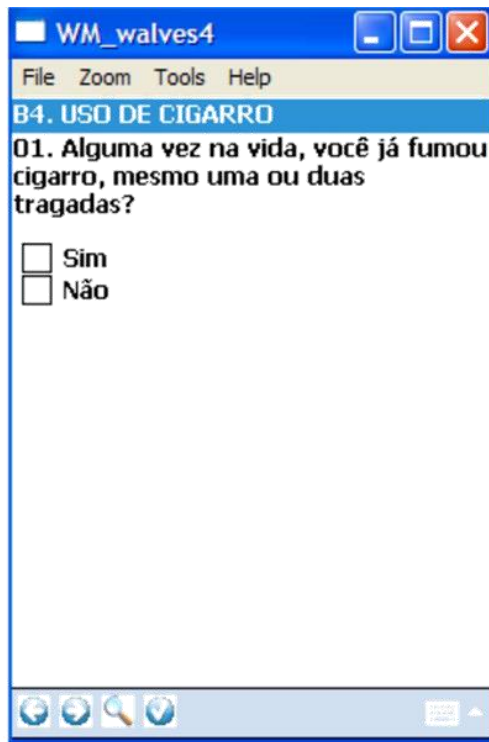 WM_walves4
File Zoom Tools Help
B4. USO DE CIGARRO
01. Alguma vez na vida, você já fumou
cigarro, mesmo uma ou duas
tragadas?
Sim
Não